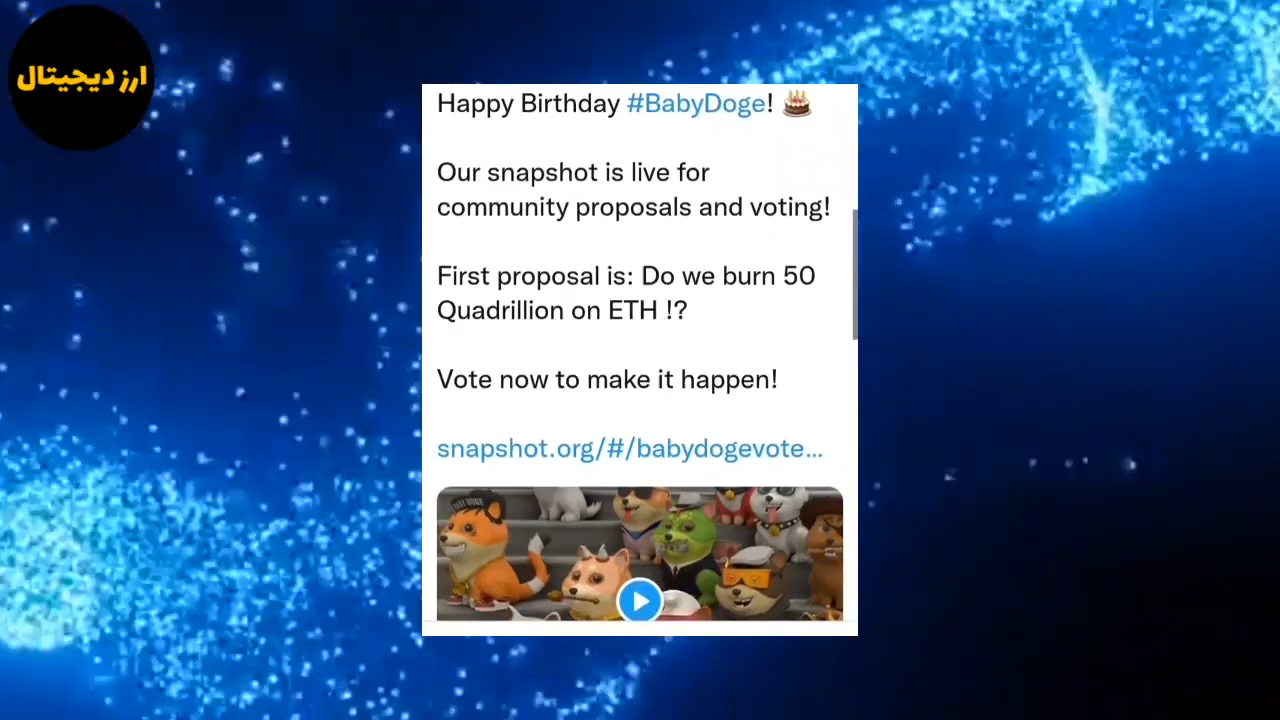 ارز دیجیتال
Happy Birthday #BabyDoge! 🎂
Our snapshot is live for
community proposals and voting!
First proposal is: Do we burn 50
Quadrillion on ETH !?
Vote now to make it happen!
snapshot.org/#/babydogevote...